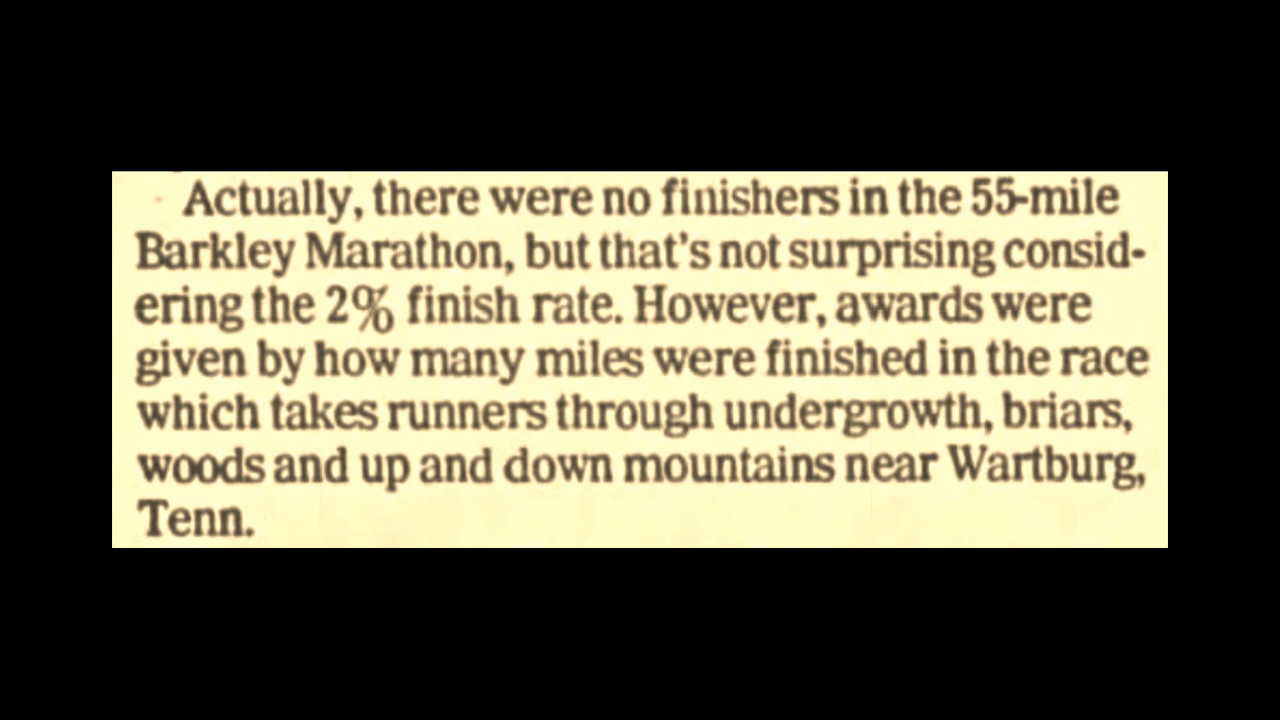 Actually, there were no finishers in the 55-mile
Barkley Marathon, but that's not surprising consid-
ering the 2% finish rate. However, awards were
given by how many miles were finished in the race
which takes runners through undergrowth, briars,
woods and up and down mountains near Wartburg,
Tenn.